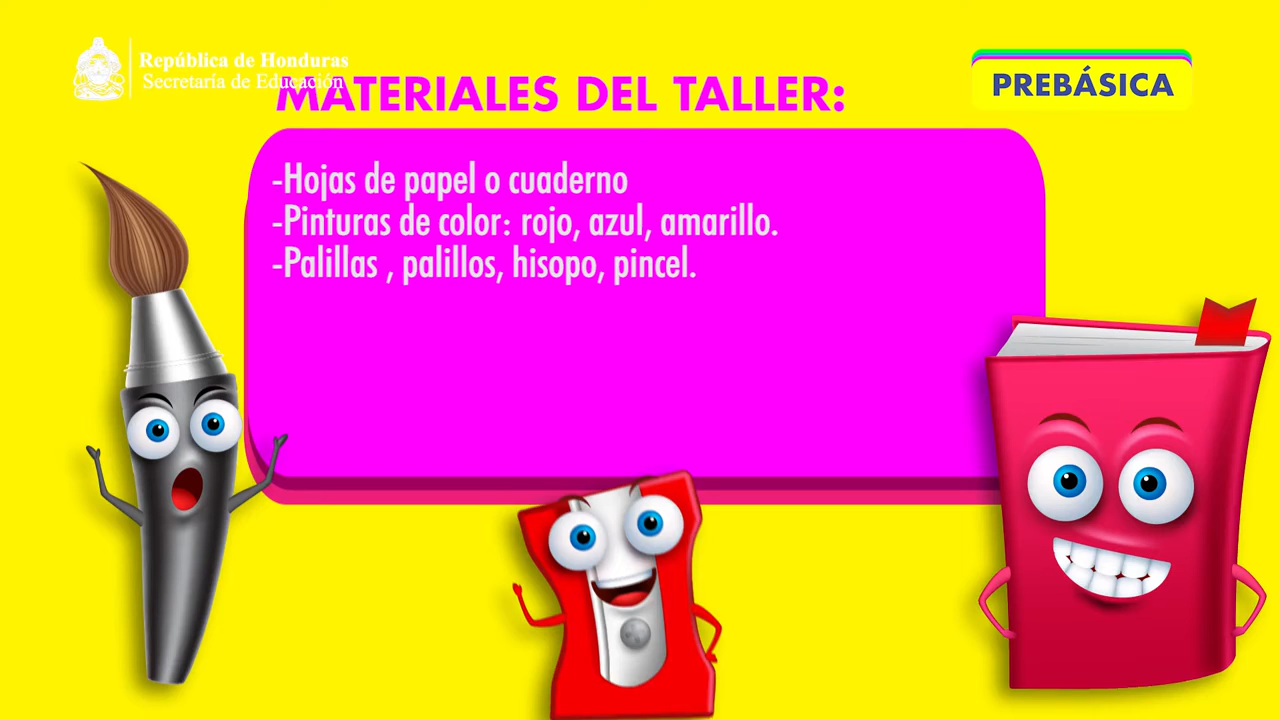 República de Honduras
Secretaría de Educación
MATERIALES DEL TALLER:
PREBÁSICA
-Hojas de papel o cuaderno
-Pinturas de color: rojo, azul, amarillo.
-Palillas , palillos, hisopo, pincel.